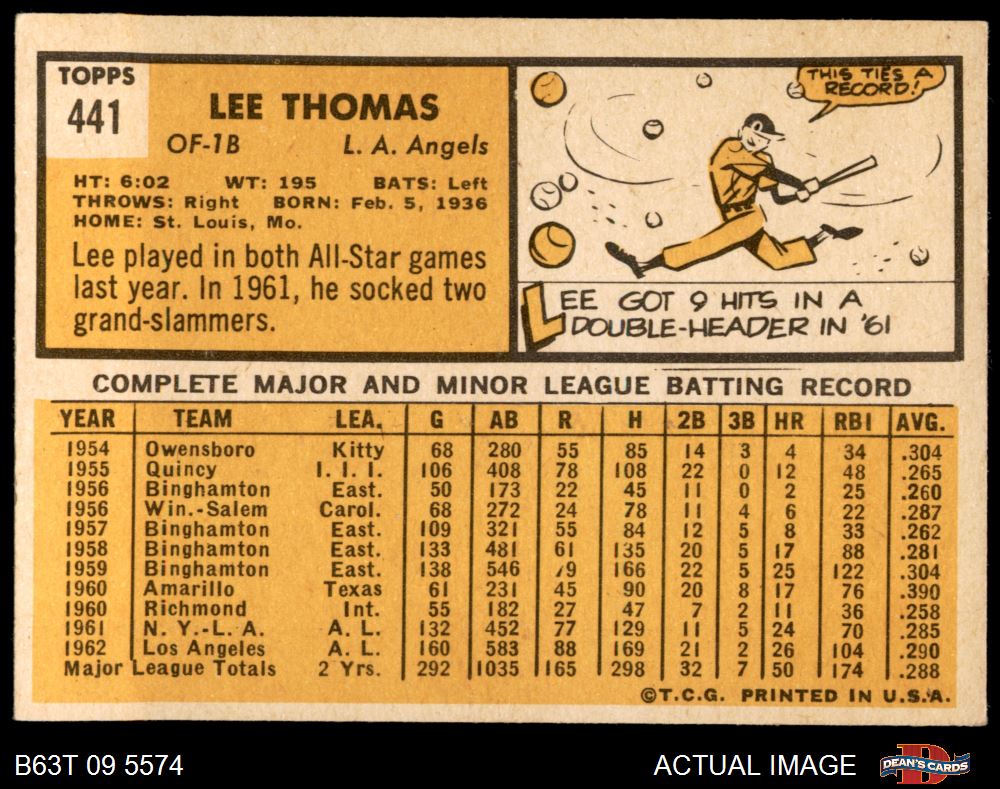 TOPPS
441
LEE THOMAS
OF-1B L. A. Angels
HT: 6:02 WT: 195 BATS: Left
THROWS: Right BORN: Feb. 5, 1936
HOME: St. Louis, Mo.
Lee played in both All-Star games
last year. In 1961, he socked two
grand-slammers.
THIS TIES A
RECORD!
LEE GOT 9 HITS IN A
DOUBLE-HEADER IN '61
COMPLETE MAJOR AND MINOR LEAGUE BATTING RECORD
YEAR TEAM LEA. G AB R H 2B 3B HR RBI AVG.
1954 Owensboro Kitty 68 280 55 85 14 3 4 34 .304
1955 Quincy I. I. I. 106 408 78 108 22 0 12 48 .265
1956 Binghamton East. 50 173 22 45 11 0 2 25 .260
1956 Win.-Salem Carol. 68 272 24 78 11 4 6 22 .287
1957 Binghamton East. 109 321 55 84 12 5 8 33 .262
1958 Binghamton East. 133 481 61 135 20 5 17 88 .281
1959 Binghamton East. 138 546 79 166 22 5 25 122 .304
1960 Amarillo Texas 61 231 45 90 20 8 17 76 .390
1960 Richmond Int. 55 182 27 47 7 2 11 36 .258
1961 N. Y.-L. A. A. L. 132 452 77 129 11 5 24 70 .285
1962 Los Angeles A. L. 160 583 88 169 21 2 26 104 .290
Major League Totals 2 Yrs. 292 1035 165 298 32 7 50 174 .288
©T.C.G. PRINTED IN U.S.A.
B63T 09 5574 ACTUAL IMAGE DEAN'S CARDS